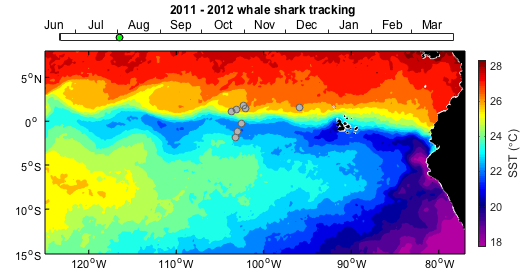 2011 - 2012 whale shark tracking
Jun Jul Aug Sep Oct Nov Dec Jan Feb Mar
5°N
0°
5°S
10°S
15°S
120°W 110°W 100°W 90°W 80°W
28
26
24
22
20
18
SST (°C)